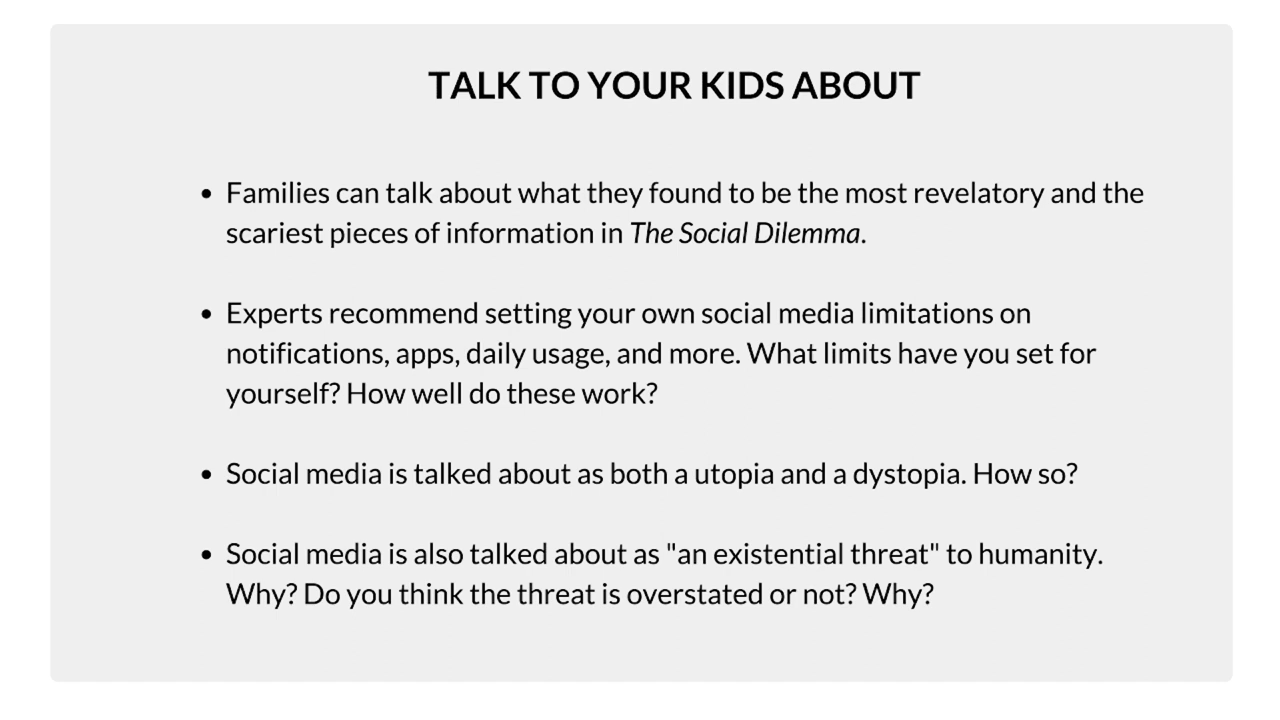 TALK TO YOUR KIDS ABOUT
• Families can talk about what they found to be the most revelatory and the
scariest pieces of information in The Social Dilemma.
• Experts recommend setting your own social media limitations on
notifications, apps, daily usage, and more. What limits have you set for
yourself? How well do these work?
• Social media is talked about as both a utopia and a dystopia. How so?
• Social media is also talked about as "an existential threat" to humanity.
Why? Do you think the threat is overstated or not? Why?